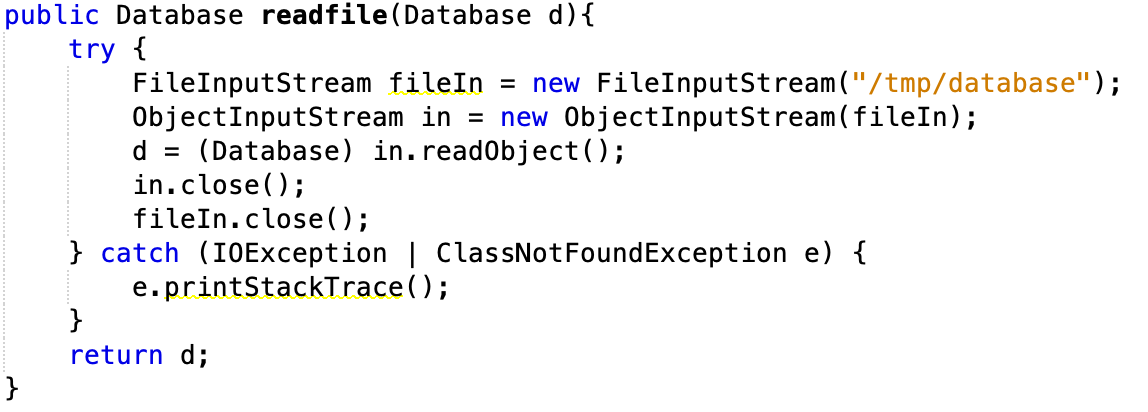 public Database readfile(Database d){
    try {
        FileInputStream fileIn = new FileInputStream("/tmp/database");
        ObjectInputStream in = new ObjectInputStream(fileIn);
        d = (Database) in.readObject();
        in.close();
        fileIn.close();
    } catch (IOException | ClassNotFoundException e) {
        e.printStackTrace();
    }
    return d;
}